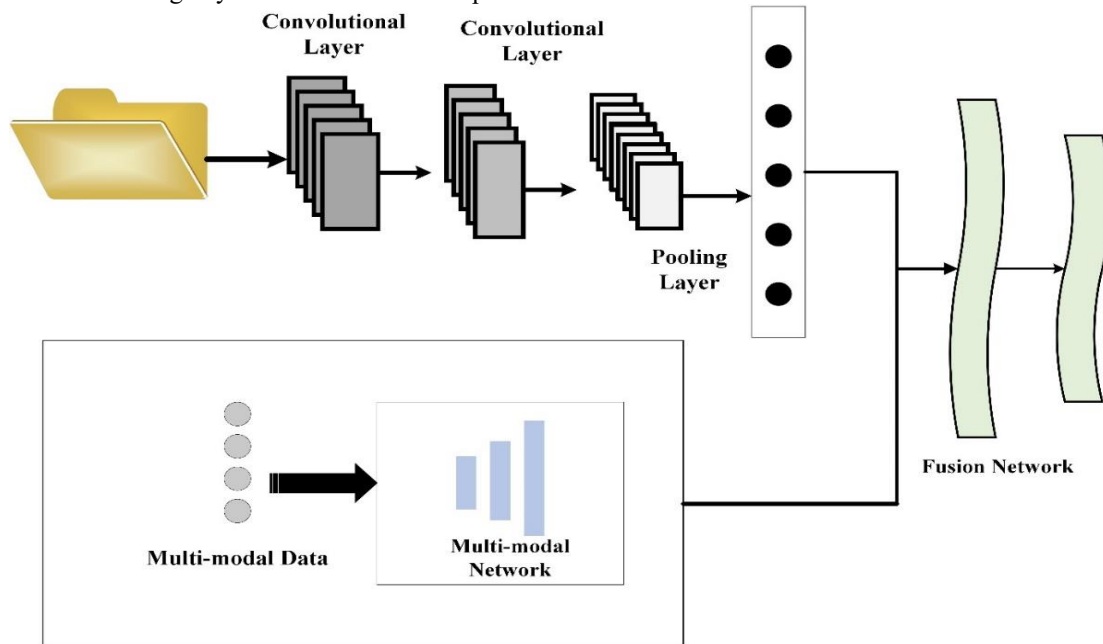 Convolutional
Layer
Convolutional
Layer
Pooling
Layer
Fusion Network
Multi-modal Data
Multi-modal
Network